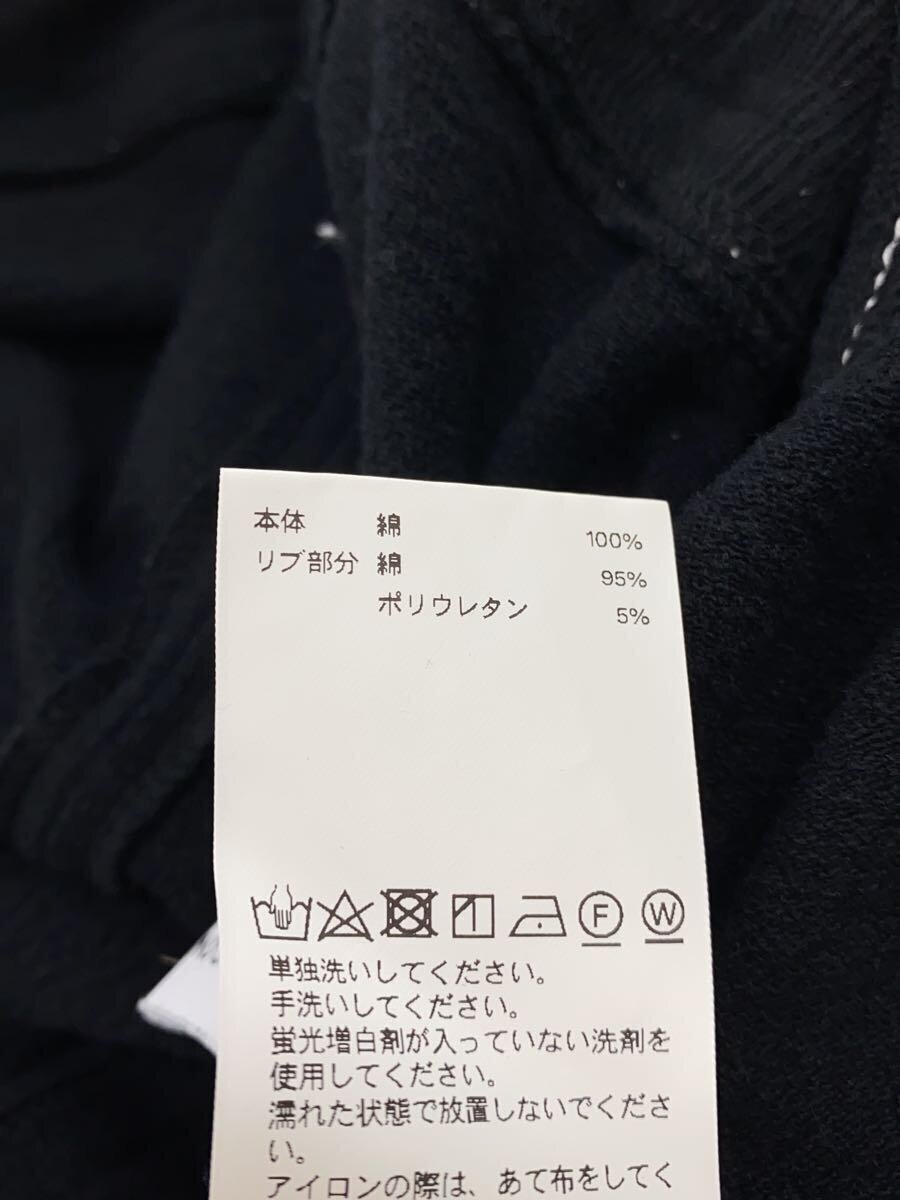 本体 綿 100%
リブ部分 綿 95%
ポリウレタン 5%
F W
単独洗いしてください。
手洗いしてください。
蛍光増白剤が入っていない洗剤を
使用してください。
濡れた状態で放置しないでくださ
い。
アイロンの際は、あて布をしてく